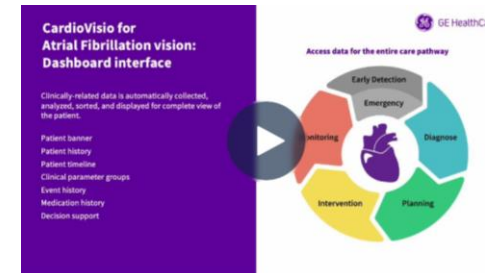 CardioVisio for
Atrial Fibrillation vision:
Dashboard interface
Clinically-related data is automatically collected,
analyzed, sorted, and displayed for complete view of
the patient.
Patient banner
Patient history
Patient timeline
Clinical parameter groups
Event history
Medication history
Decision support
GE HealthC
Access data for the entire care pathway
Early Detection
Emergency
nitoring
Diagnose
Intervention
Planning